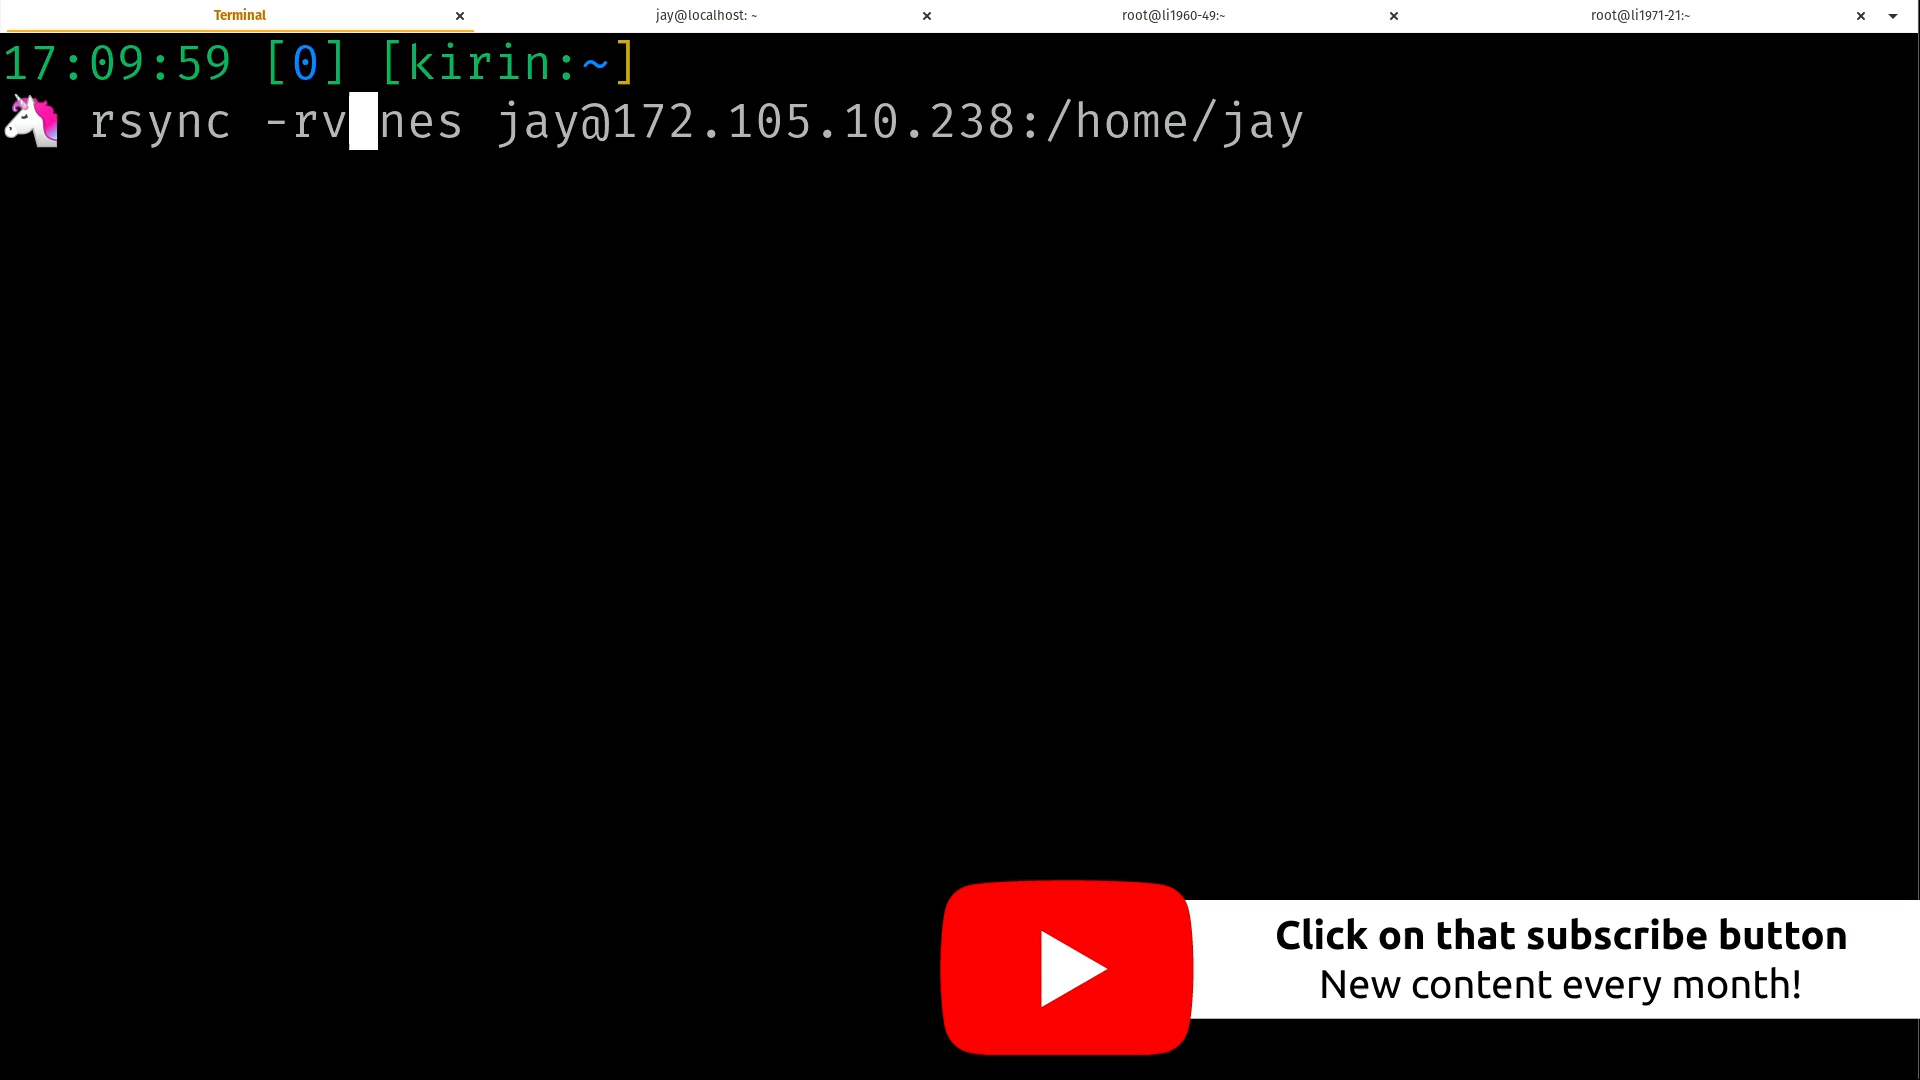 Terminal × jay@localhost: ~ × root@li1960-49:~ × root@li1971-21:~ ×
17:09:59 [0] [kirin:~]
rsync -rv nes jay@172.105.10.238:/home/jay
Click on that subscribe button
New content every month!